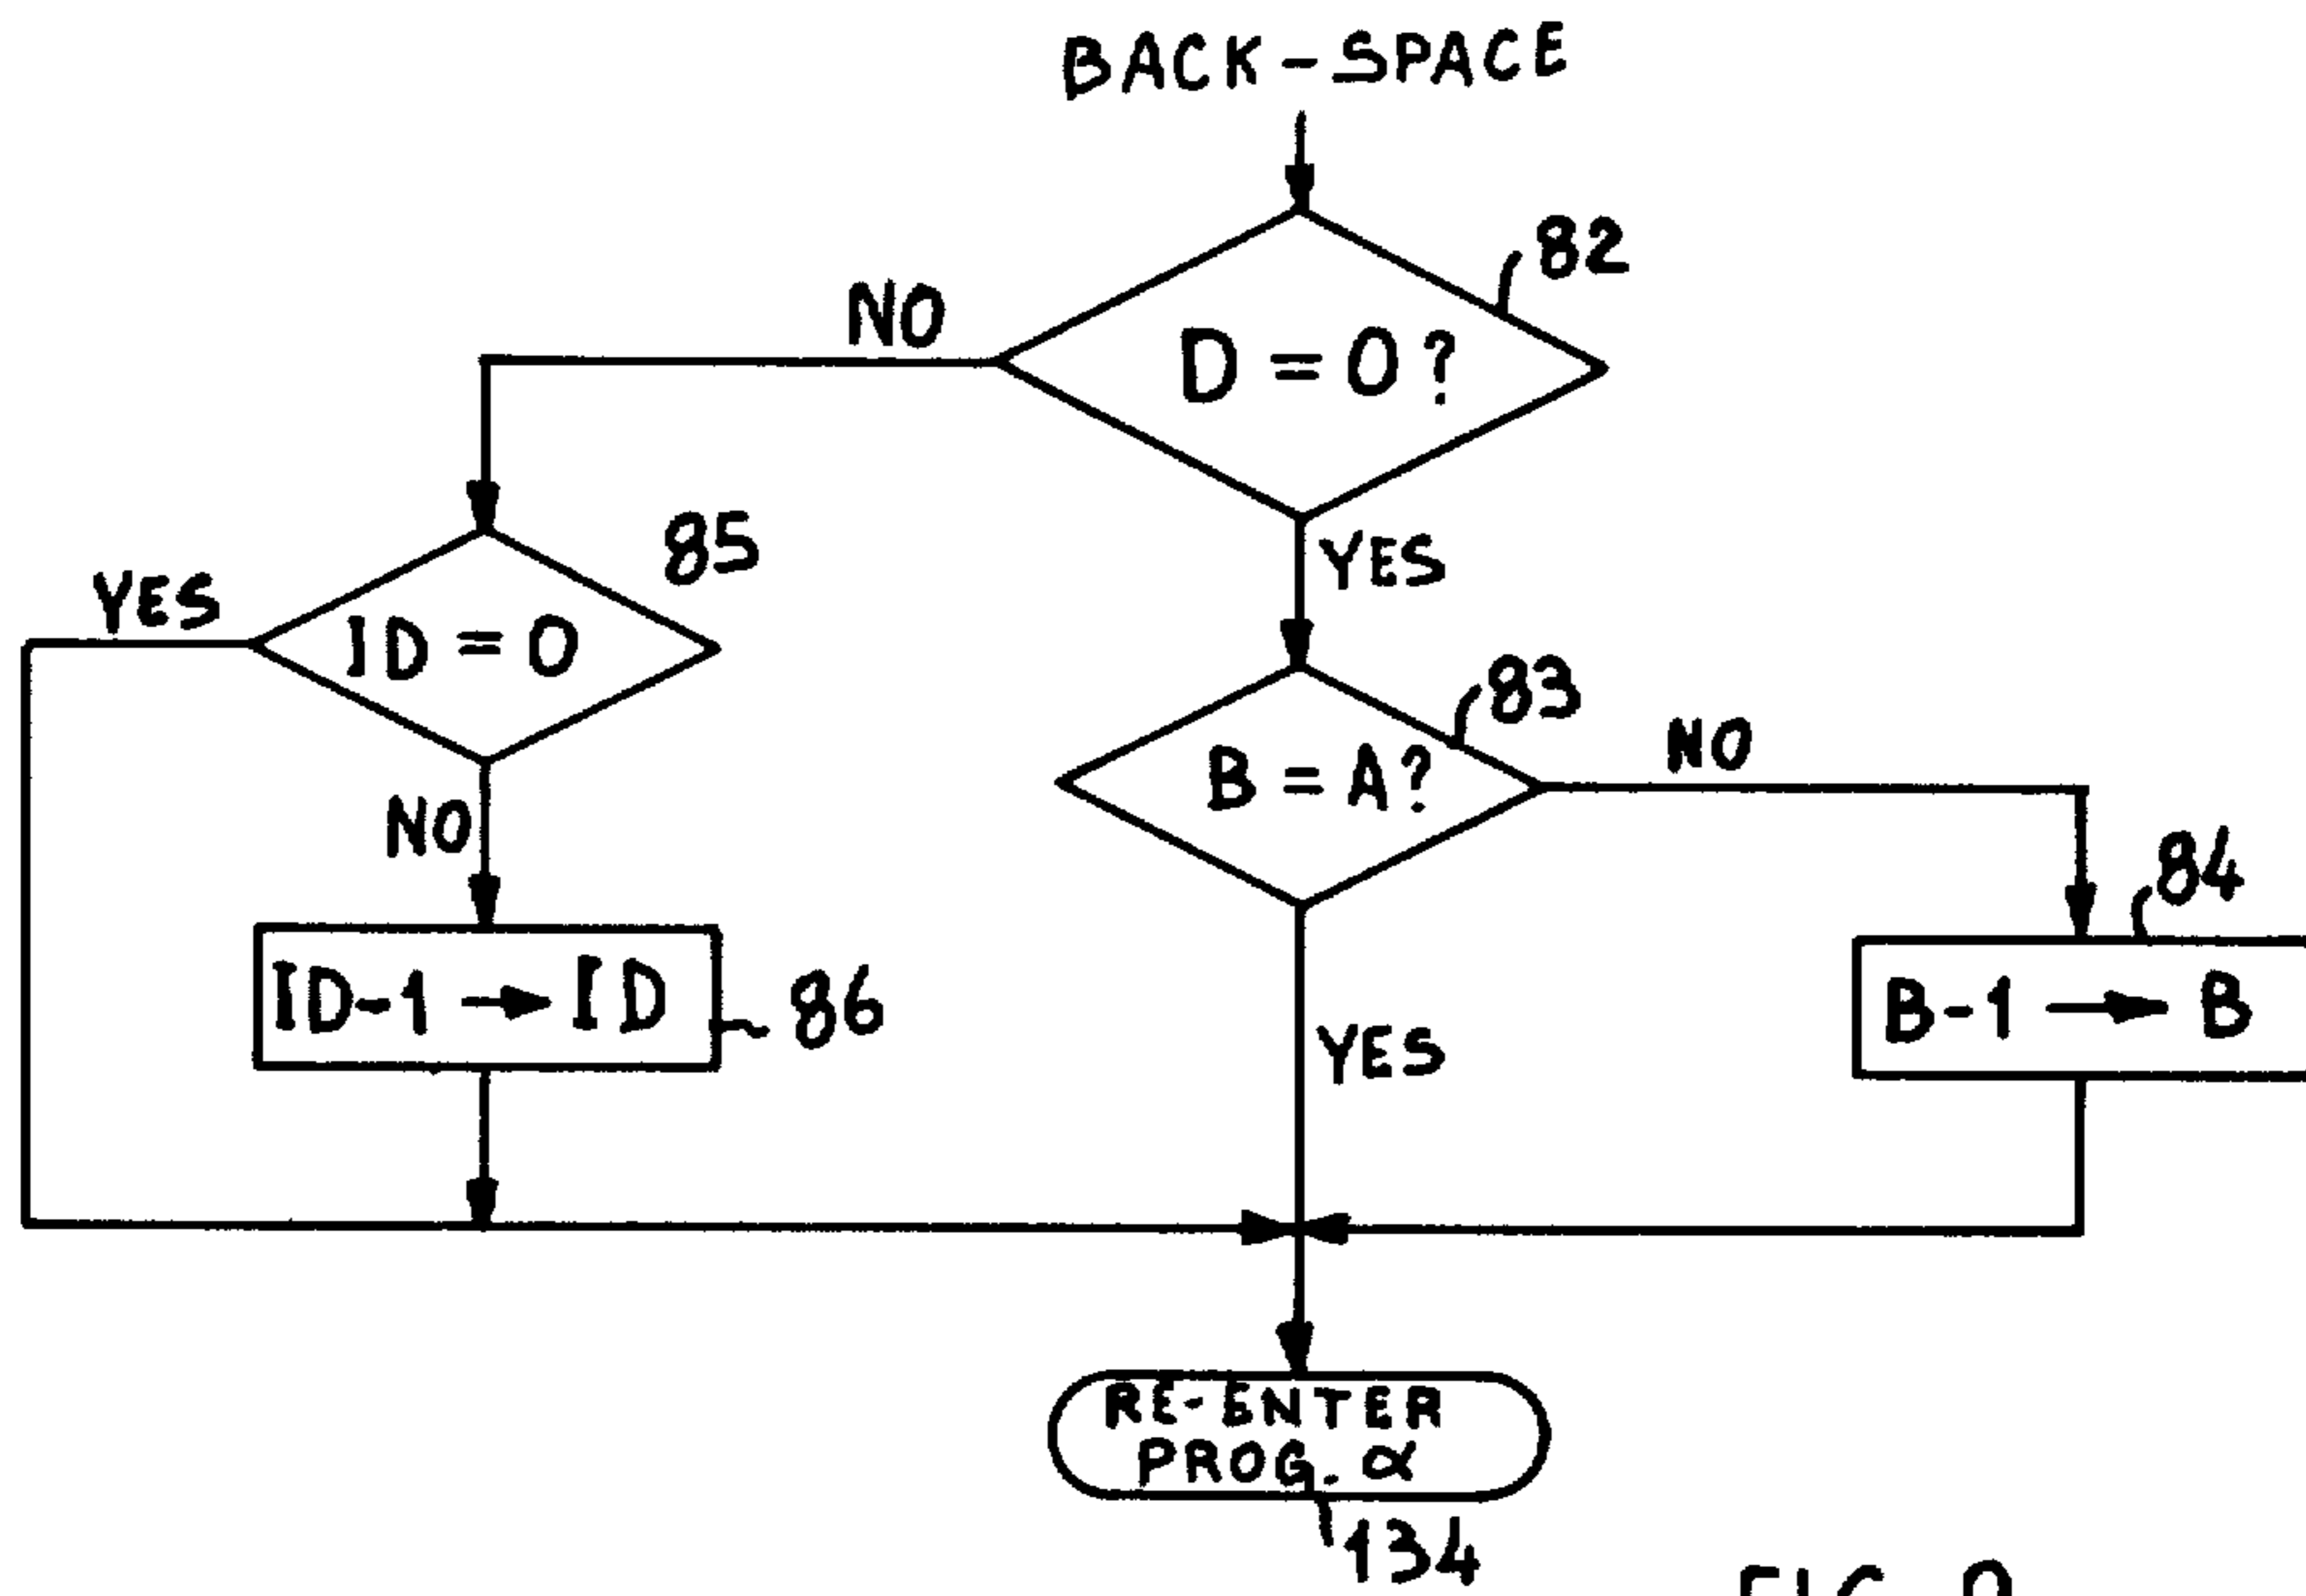 BACK-SPACE
82
NO
D = 0 ?
85
YES
YES
ID = 0
83
B = A?
NO
NO
84
ID-1 → ID
86
B-1 → B
YES
RE-ENTER
PROG. α
134